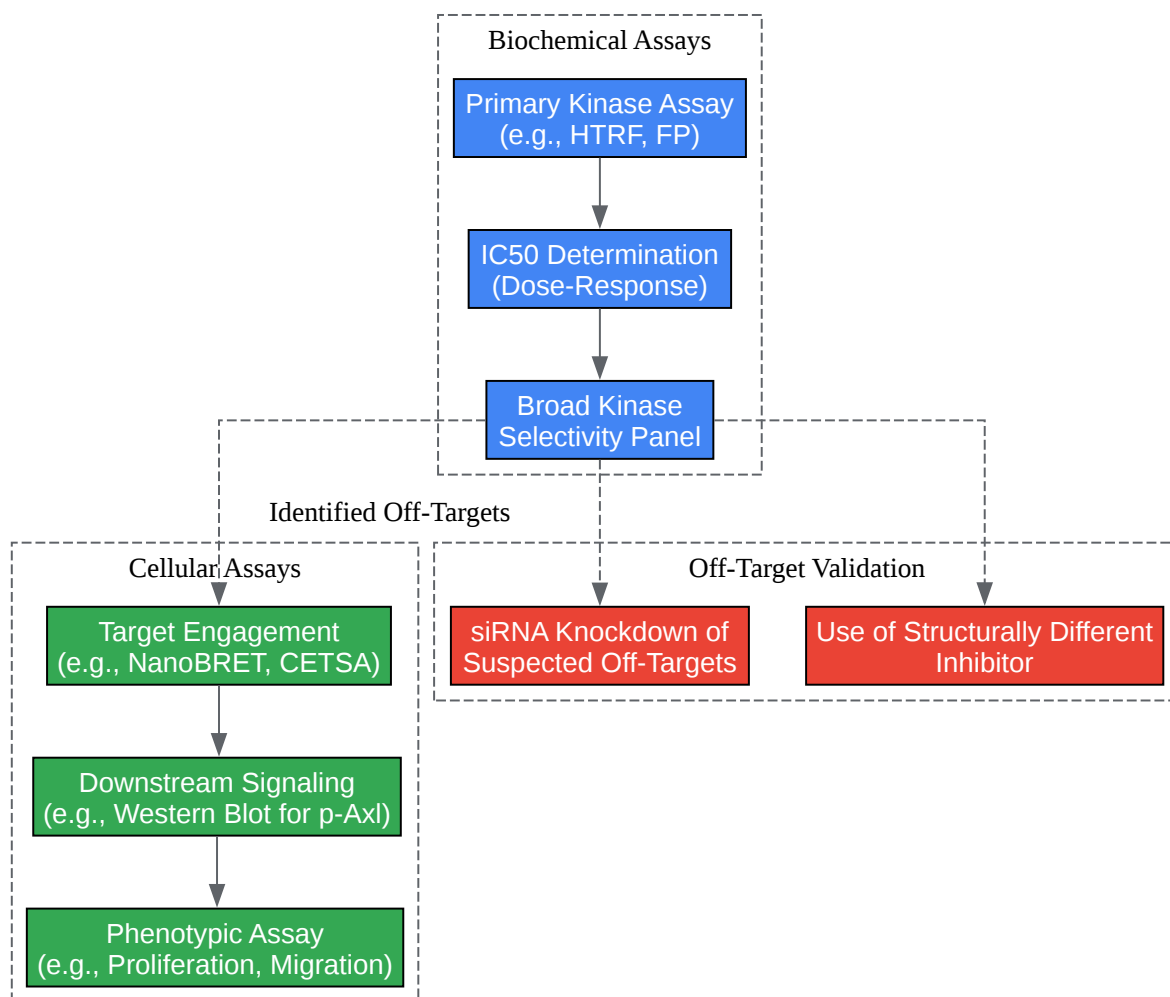 Biochemical Assays
Primary Kinase Assay
(e.g., HTRF, FP)
IC50 Determination
(Dose-Response)
Broad Kinase
Selectivity Panel
Identified Off-Targets
Cellular Assays
Target Engagement
(e.g., NanoBRET, CETSA)
Downstream Signaling
(e.g., Western Blot for p-Axl)
Phenotypic Assay
(e.g., Proliferation, Migration)
Off-Target Validation
siRNA Knockdown of
Suspected Off-Targets
Use of Structurally Different
Inhibitor